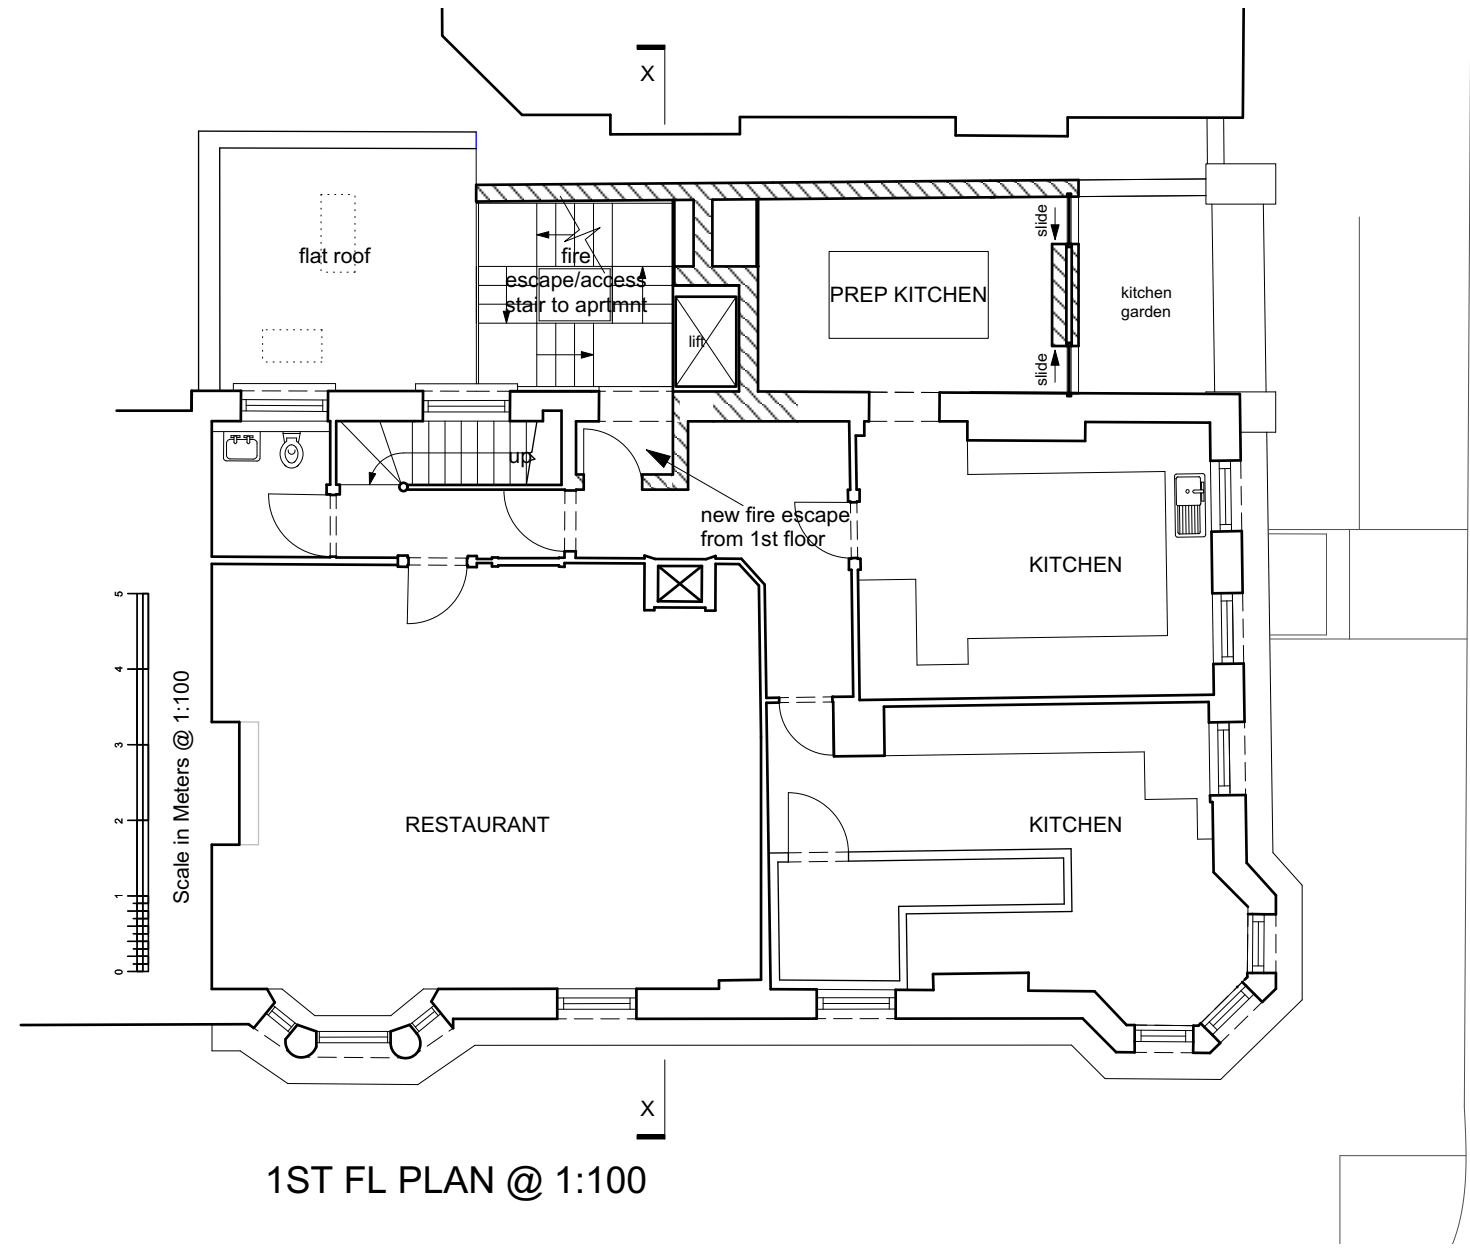 X
slide
flat roof
fire
escape/access
stair to aprtmnt
PREP KITCHEN
kitchen
garden
lift
slide
up
new fire escape
from 1st floor
KITCHEN
5
4
3
2
1
0
Scale in Meters @ 1:100
RESTAURANT
KITCHEN
X
1ST FL PLAN @ 1:100